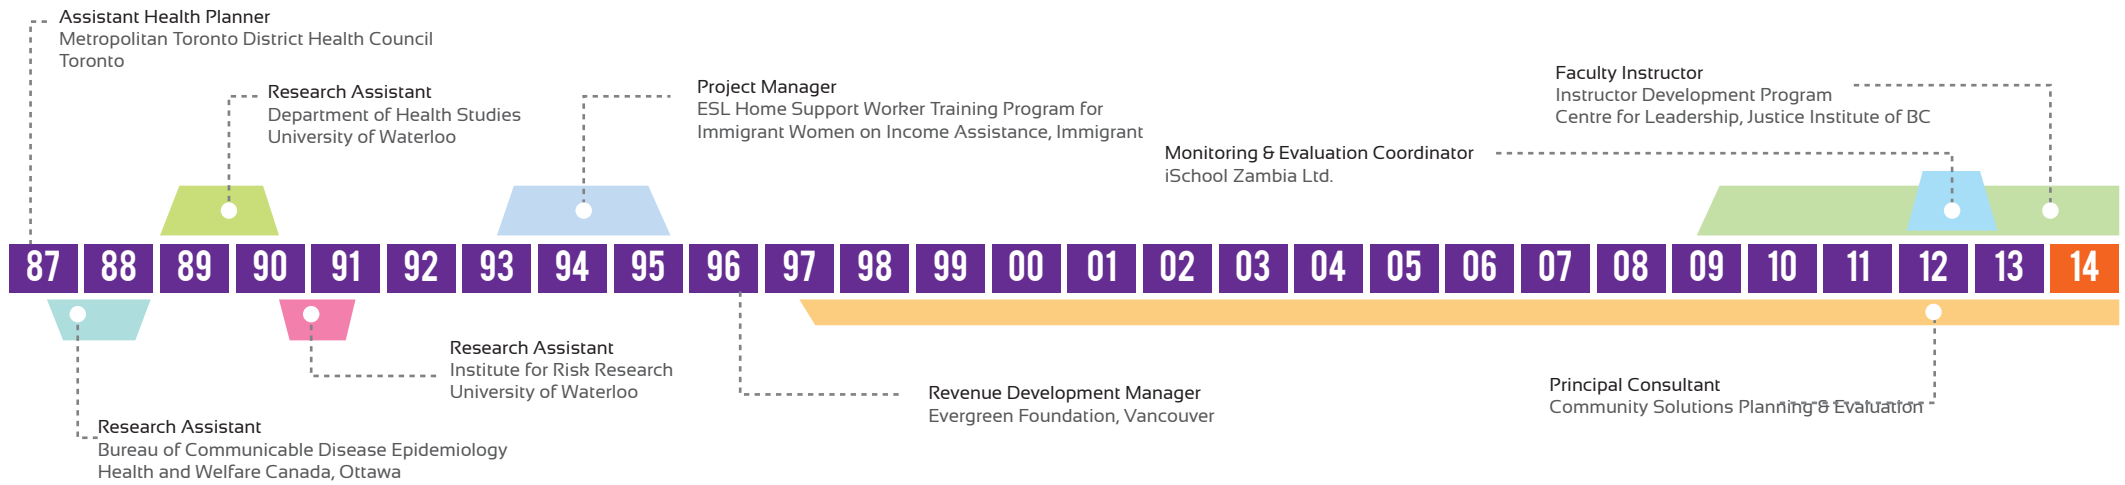 Assistant Health Planner
Metropolitan Toronto District Health Council
Toronto
Research Assistant
Department of Health Studies
University of Waterloo
Project Manager
ESL Home Support Worker Training Program for
Immigrant Women on Income Assistance, Immigrant
Monitoring & Evaluation Coordinator
iSchool Zambia Ltd.
Faculty Instructor
Instructor Development Program
Centre for Leadership, Justice Institute of BC
87 88 89 90 91 92 93 94 95 96 97 98 99 00 01 02 03 04 05 06 07 08 09 10 11 12 13 14
Research Assistant
Bureau of Communicable Disease Epidemiology
Health and Welfare Canada, Ottawa
Research Assistant
Institute for Risk Research
University of Waterloo
Revenue Development Manager
Evergreen Foundation, Vancouver
Principal Consultant
Community Solutions Planning & Evaluation